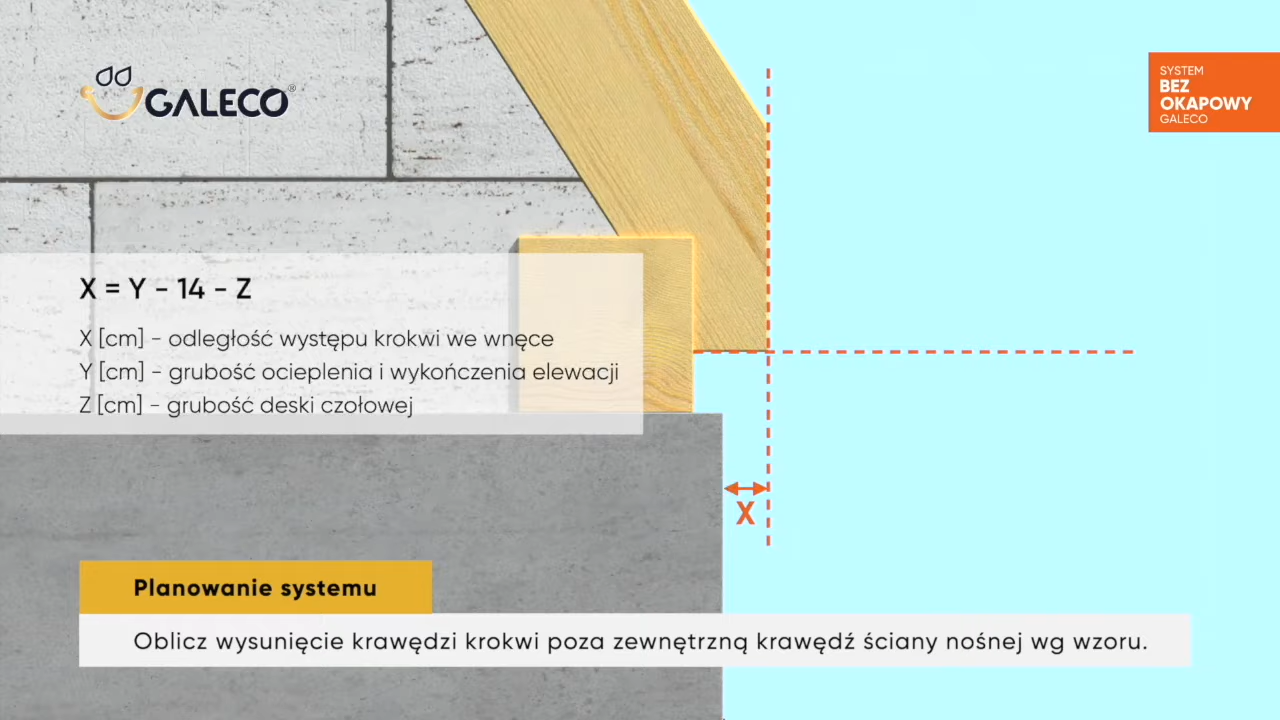 GALECO®
SYSTEM
BEZ
OKAPOWY
GALECO
X = Y - 14 - Z
X [cm] - odległość występu krokwi we wnęce
Y [cm] - grubość ocieplenia i wykończenia elewacji
Z [cm] - grubość deski czołowej
X
Planowanie systemu
Oblicz wysunięcie krawędzi krokwi poza zewnętrzną krawędź ściany nośnej wg wzoru.